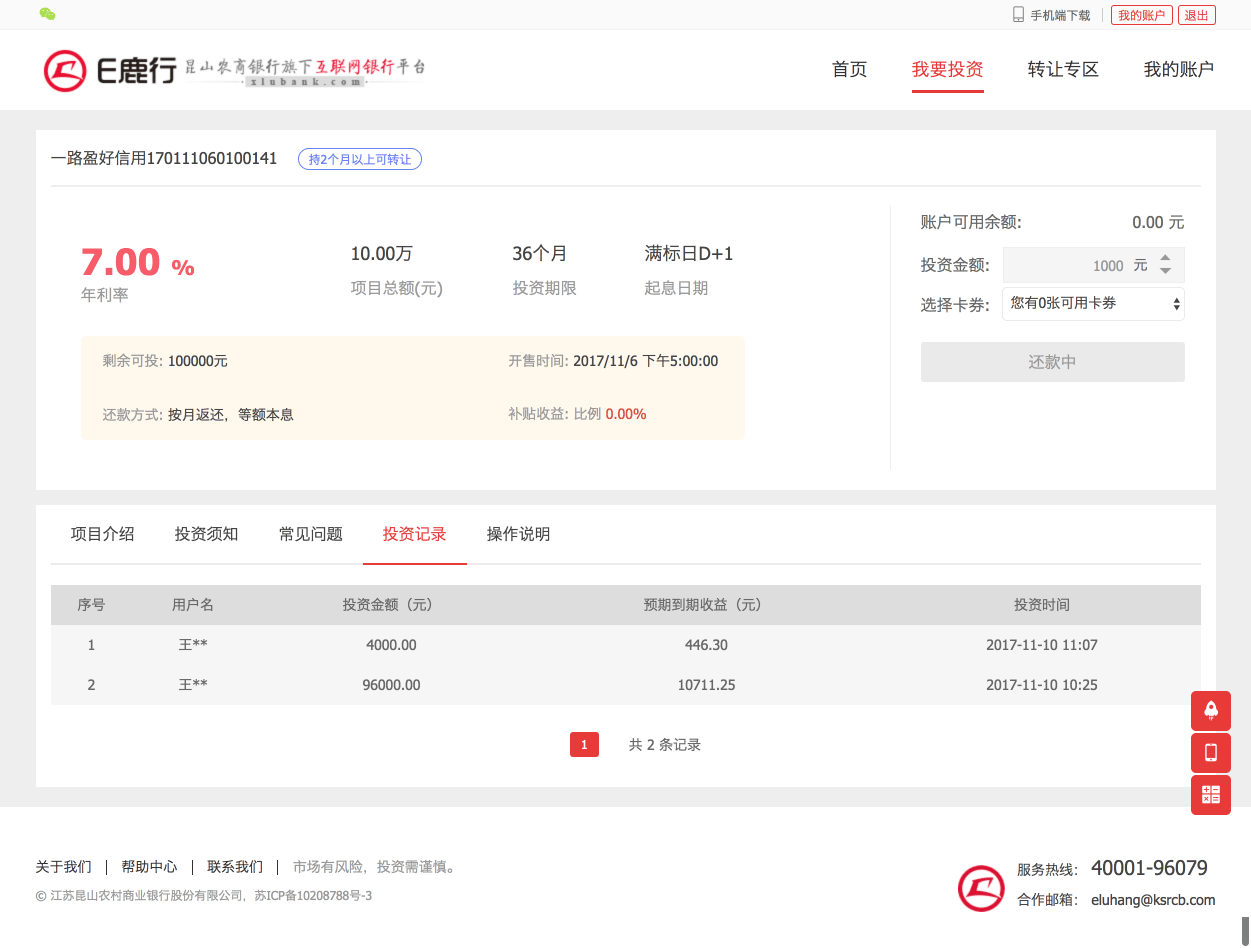 手机端下载 我的账户 退出
E鹿行 昆山农商银行旗下互联网银行平台
·xlubank.com·
首页 我要投资 转让专区 我的账户
一路盈好信用170111060100141 持2个月以上可转让
7.00 %
年利率
10.00万 36个月 满标日D+1
项目总额(元) 投资期限 起息日期
剩余可投: 100000元 开售时间: 2017/11/6 下午5:00:00
还款方式: 按月返还，等额本息 补贴收益: 比例 0.00%
账户可用余额: 0.00 元
投资金额: 1000 元
选择卡券: 您有0张可用卡券
还款中
项目介绍 投资须知 常见问题 投资记录 操作说明
序号 用户名 投资金额（元） 预期到期收益（元） 投资时间
1 王** 4000.00 446.30 2017-11-10 11:07
2 王** 96000.00 10711.25 2017-11-10 10:25
1 共 2 条记录
关于我们 | 帮助中心 | 联系我们 | 市场有风险，投资需谨慎。
© 江苏昆山农村商业银行股份有限公司，苏ICP备10208788号-3
服务热线： 40001-96079
合作邮箱： eluhang@ksrcb.com